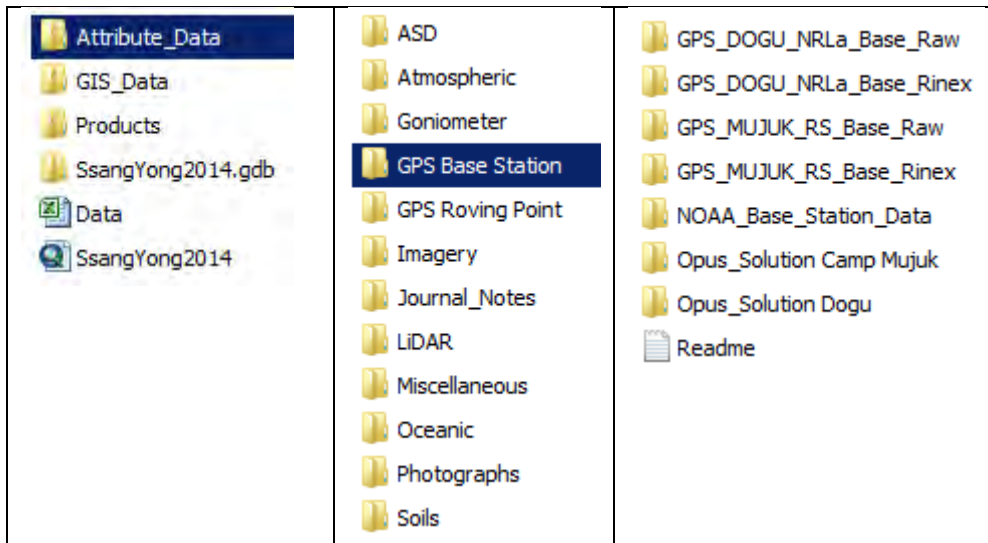 Attribute_Data
GIS_Data
Products
SsangYong2014.gdb
Data
SsangYong2014
ASD
Atmospheric
Goniometer
GPS Base Station
GPS Roving Point
Imagery
Journal_Notes
LiDAR
Miscellaneous
Oceanic
Photographs
Soils
GPS_DOGU_NRLa_Base_Raw
GPS_DOGU_NRLa_Base_Rinex
GPS_MUJUK_RS_Base_Raw
GPS_MUJUK_RS_Base_Rinex
NOAA_Base_Station_Data
Opus_Solution Camp Mujuk
Opus_Solution Dogu
Readme